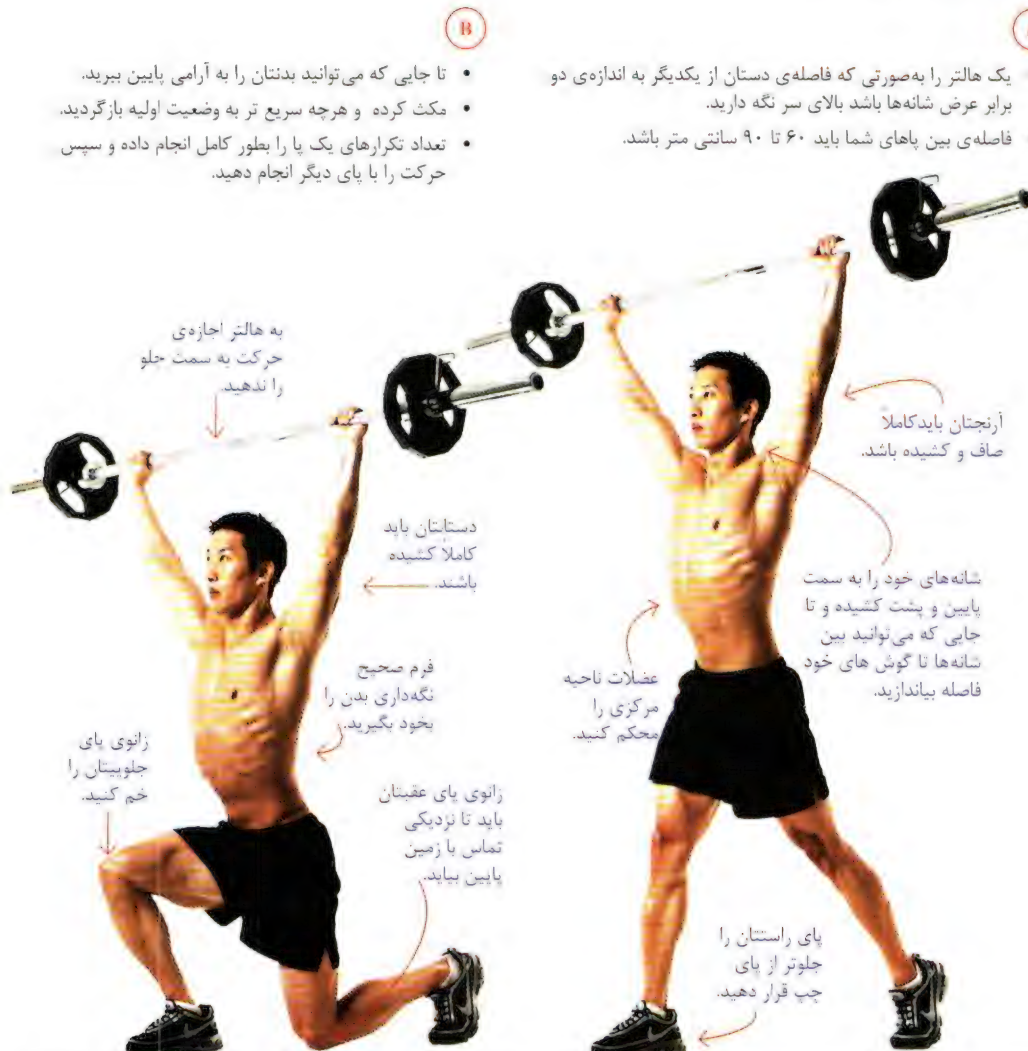 یک هالتر را به‌صورتی که فاصله‌ی دستان از یکدیگر به اندازه‌ی دو
برابر عرض شانه‌ها باشد بالای سر نگه دارید.
فاصله‌ی بین پاهای شما باید ۶۰ تا ۹۰ سانتی متر باشد.
آرنجتان باید کاملاً
صاف و کشیده باشد.
شانه‌های خود را به سمت
پایین و پشت کشیده و تا
جایی که می‌توانید بین
شانه‌ها تا گوش های خود
فاصله بیاندازید.
عضلات ناحیه
مرکزی را
محکم کنید.
پای راستتان را
جلوتر از پای
چپ قرار دهید.
B
• تا جایی که می‌توانید بدنتان را به آرامی پایین ببرید.
• مکث کرده و هرچه سریع تر به وضعیت اولیه بازگردید.
• تعداد تکرارهای یک پا را بطور کامل انجام داده و سپس
حرکت را با پای دیگر انجام دهید.
به هالتر اجازه‌ی
حرکت به سمت جلو
را ندهید.
دستانتان باید
کاملاً کشیده
باشند.
فرم صحیح
نگه‌داری بدن را
بخود بگیرید.
زانوی پای
جلوییتان را
خم کنید.
زانوی پای عقبتان
باید تا نزدیکی
تماس با زمین
پایین بیاید.